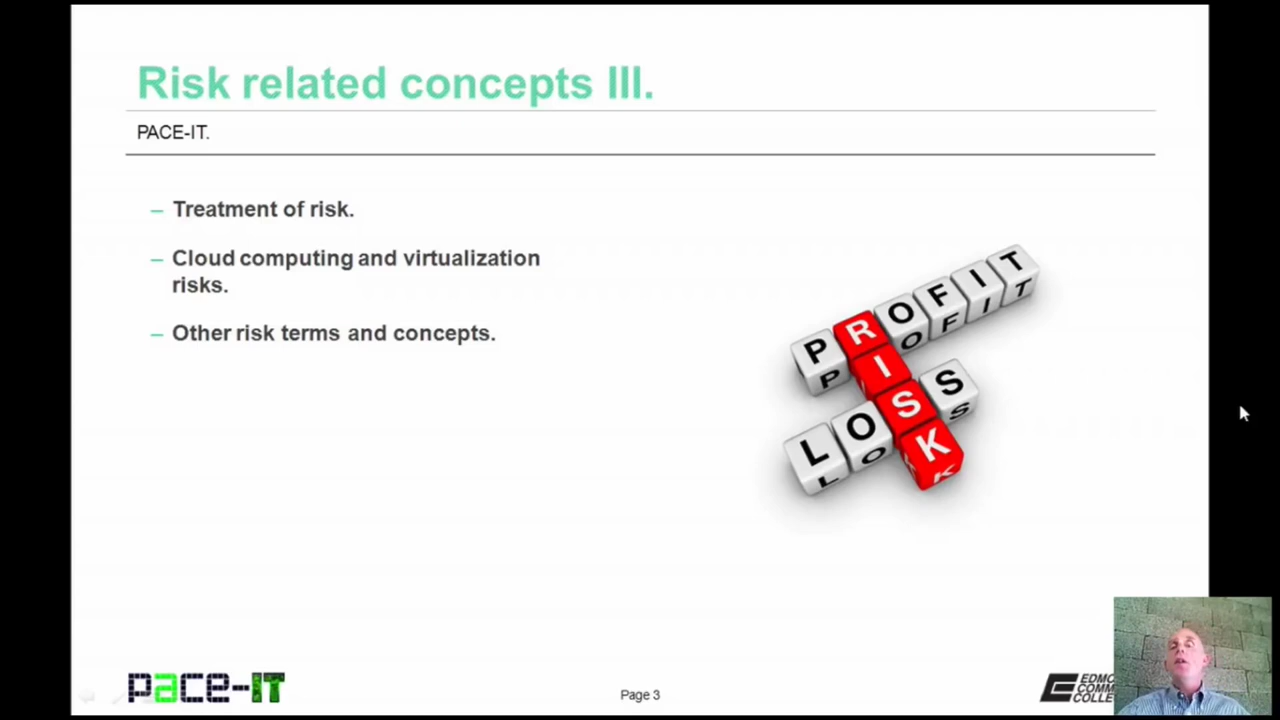 Risk related concepts III.
PACE-IT.
– Treatment of risk.
– Cloud computing and virtualization
risks.
– Other risk terms and concepts.
PROFIT
RISK
LOSS
pace-IT
Page 3